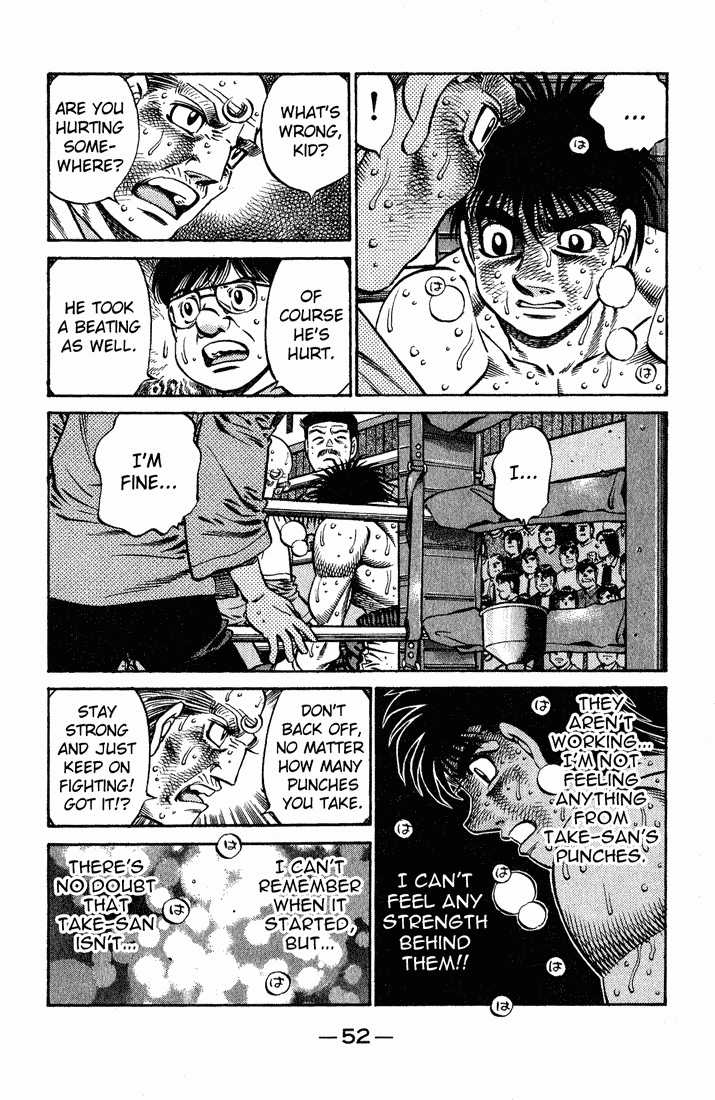 ...
は
!
は
は
WHAT'S
WRONG,
KID?
ARE YOU
HURTING
SOME-
WHERE?
OF
COURSE
HE'S
HURT.
HE TOOK
A BEATING
AS WELL.
I...
I'M
FINE...
THEY
AREN'T
WORKING...
I'M NOT
FEELING
ANYTHING
FROM
TAKE-SAN'S
PUNCHES.
は
は
I CAN'T
FEEL ANY
STRENGTH
BEHIND
THEM!!
は
は
DON'T
BACK OFF,
NO MATTER
HOW MANY
PUNCHES
YOU TAKE.
STAY
STRONG
AND JUST
KEEP ON
FIGHTING!
GOT IT!?
は
I CAN'T
REMEMBER
WHEN IT
STARTED,
BUT...
は
は
THERE'S
NO DOUBT
THAT
TAKE-SAN
ISN'T...
—52—